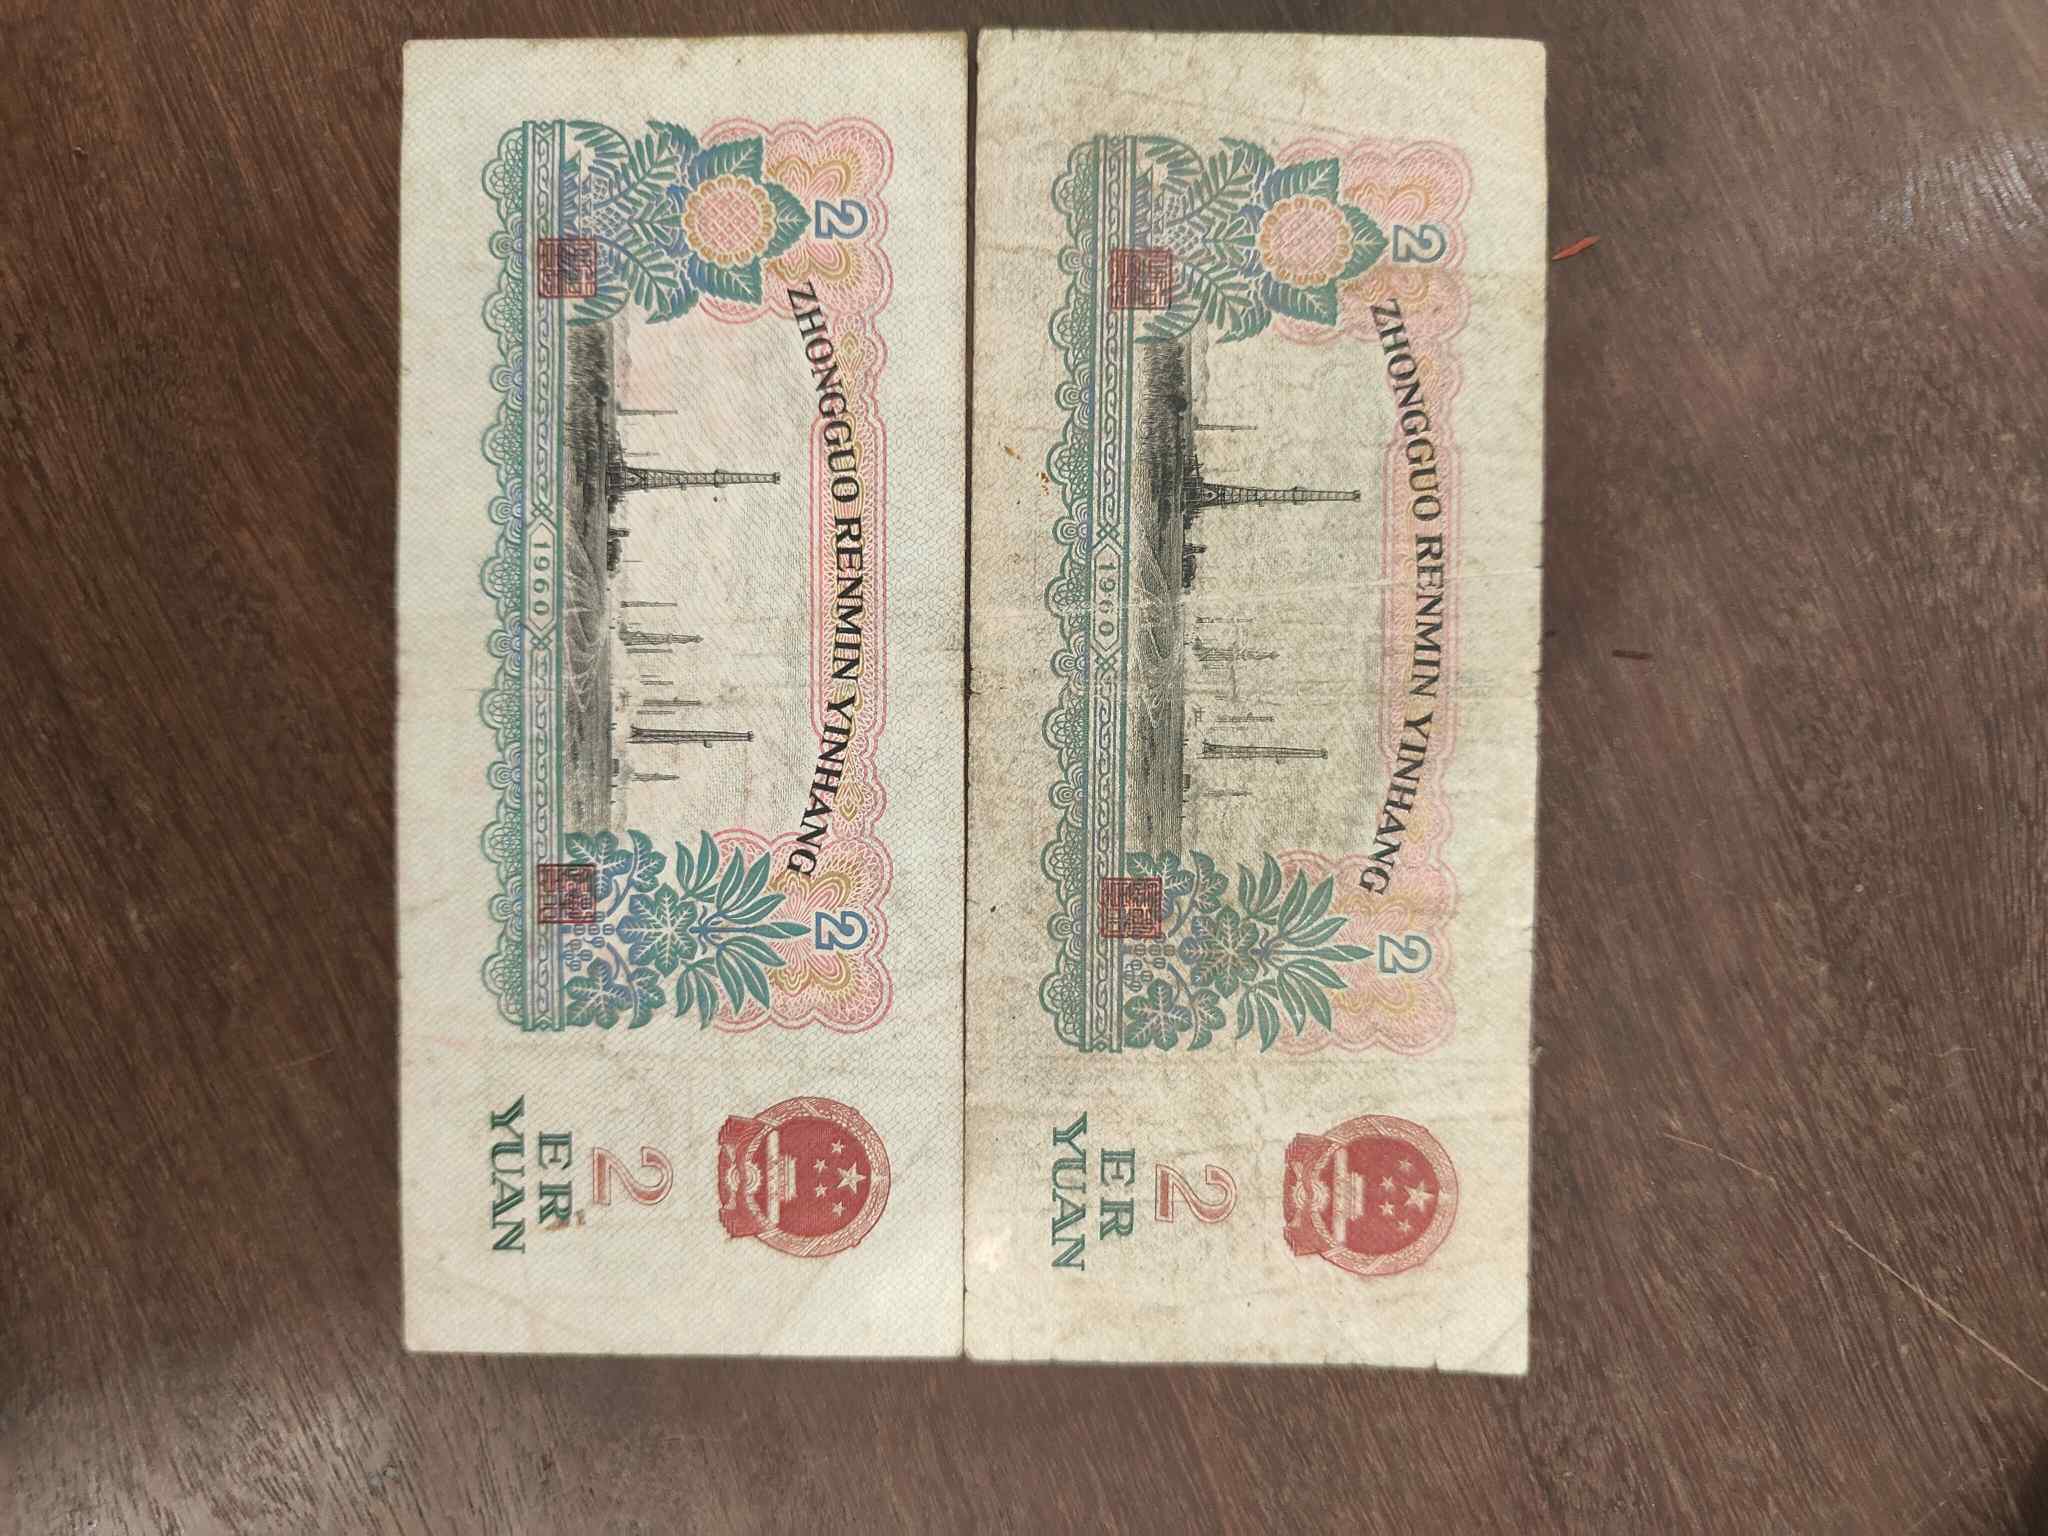 2
2
ZHONGGUO RENMIN YINHANG
1960
2
ER
YUAN
2
2
ZHONGGUO RENMIN YINHANG
1960
2
ER
YUAN